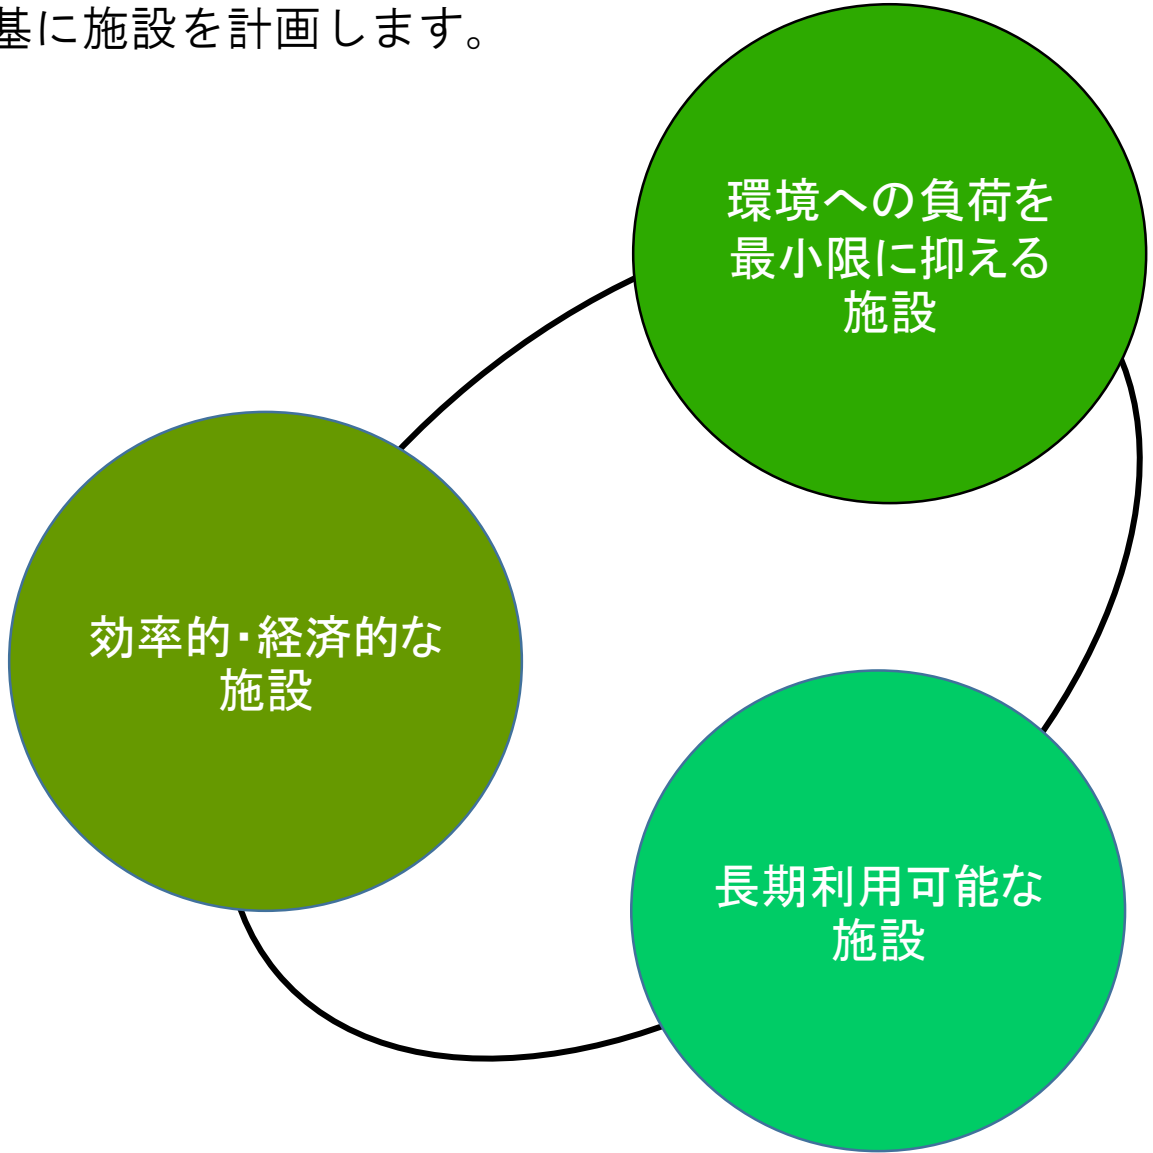 基に施設を計画します。
環境への負荷を
最小限に抑える
施設
効率的・経済的な
施設
長期利用可能な
施設